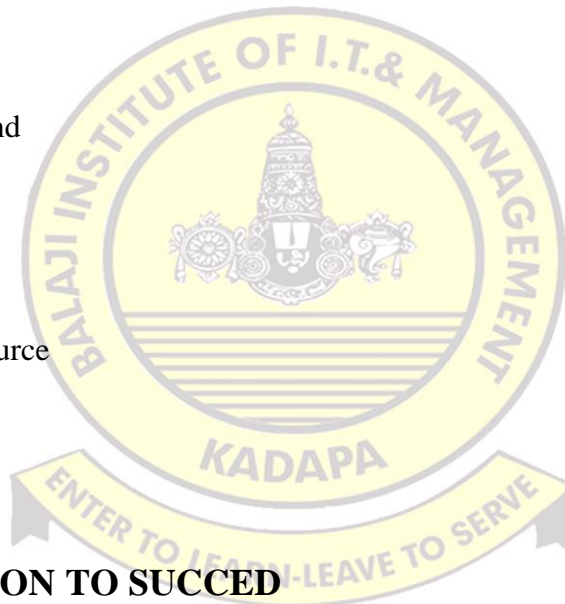 BALAJI INSTITUTE OF I.T.& MANAGEMENT
nd
urce
KADAPA
ENTER TO LEARN-LEAVE TO SERVE
ON TO SUCCED